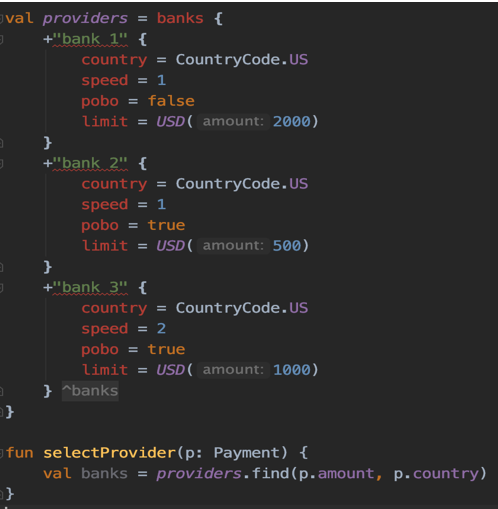 val providers = banks {
+"bank 1" {
country = CountryCode.US
speed = 1
pobo = false
limit = USD( amount: 2000)
}
+"bank 2" {
country = CountryCode.US
speed = 1
pobo = true
limit = USD( amount: 500)
}
+"bank 3" {
country = CountryCode.US
speed = 2
pobo = true
limit = USD( amount: 1000)
} ^banks
}
fun selectProvider(p: Payment) {
val banks = providers.find(p.amount, p.country)
}